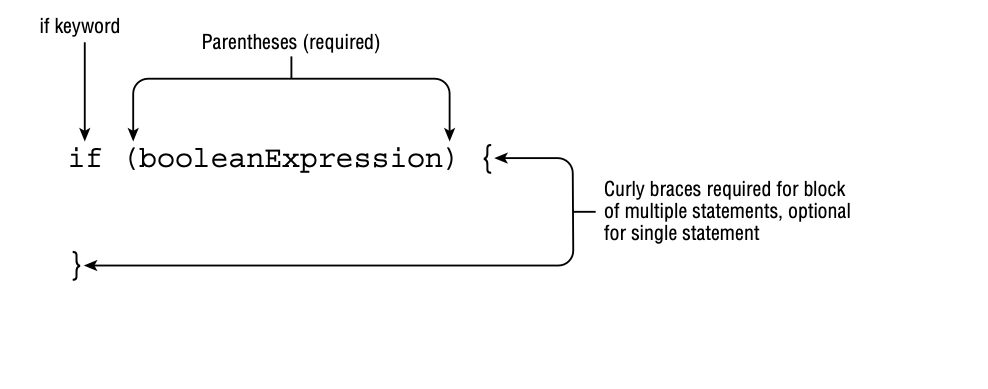 if keyword
Parentheses (required)
if (booleanExpression) {
Curly braces required for block
of multiple statements, optional
for single statement
}